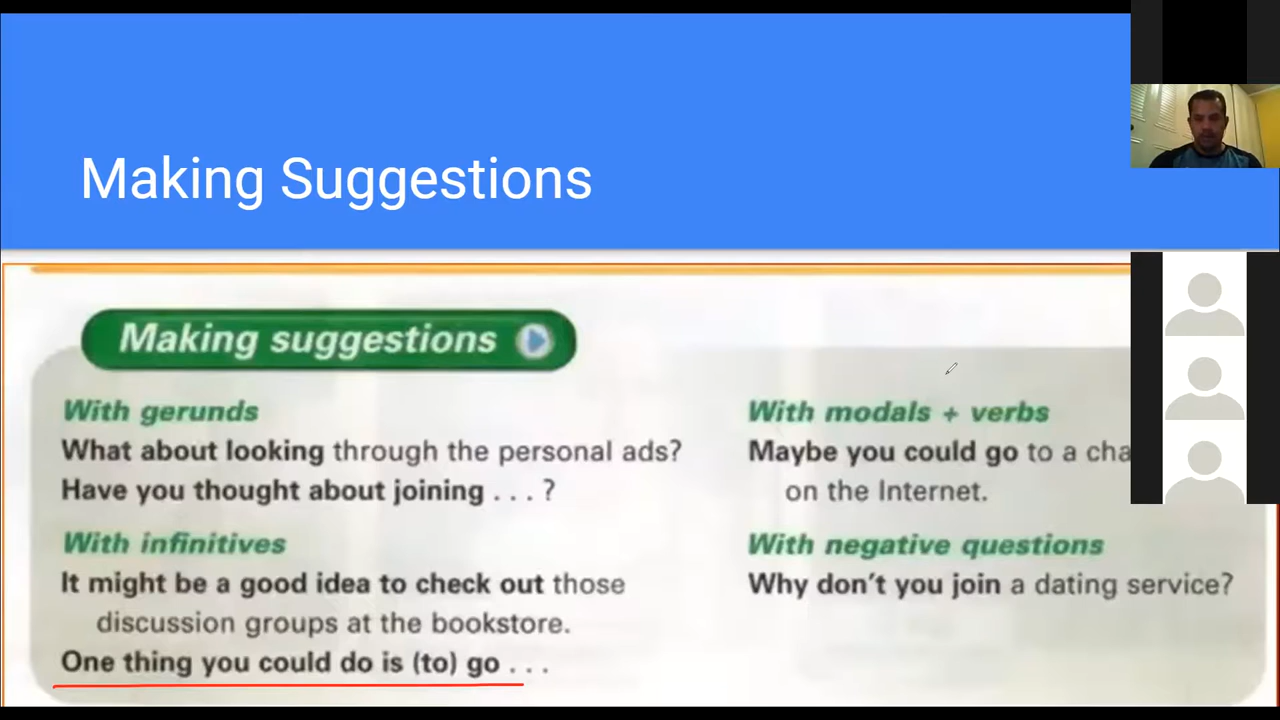 Making Suggestions
Making suggestions
With gerunds
What about looking through the personal ads?
Have you thought about joining . . . ?
With infinitives
It might be a good idea to check out those
discussion groups at the bookstore.
One thing you could do is (to) go . . .
With modals + verbs
Maybe you could go to a
on the Internet.
With negative questions
Why don't you join a dating service?